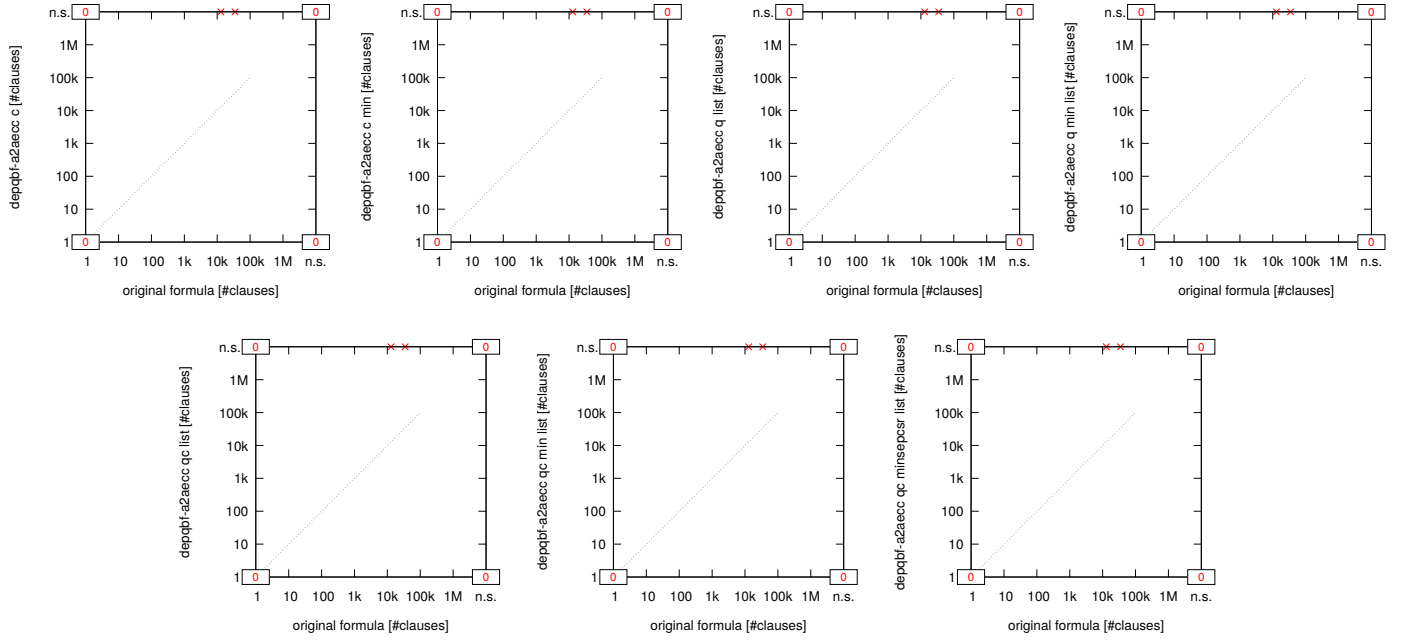 depqbf-a2aecc c [#clauses]
n.s.
1M
100k
10k
1k
100
10
1
0 0
0 0
1 10 100 1k 10k 100k 1M n.s.
original formula [#clauses]
depqbf-a2aecc c min [#clauses]
n.s.
1M
100k
10k
1k
100
10
1
0 0
0 0
1 10 100 1k 10k 100k 1M n.s.
original formula [#clauses]
depqbf-a2aecc q list [#clauses]
n.s.
1M
100k
10k
1k
100
10
1
0 0
0 0
1 10 100 1k 10k 100k 1M n.s.
original formula [#clauses]
depqbf-a2aecc q min list [#clauses]
n.s.
1M
100k
10k
1k
100
10
1
0 0
0 0
1 10 100 1k 10k 100k 1M n.s.
original formula [#clauses]
depqbf-a2aecc qc list [#clauses]
n.s.
1M
100k
10k
1k
100
10
1
0 0
0 0
1 10 100 1k 10k 100k 1M n.s.
original formula [#clauses]
depqbf-a2aecc qc min list [#clauses]
n.s.
1M
100k
10k
1k
100
10
1
0 0
0 0
1 10 100 1k 10k 100k 1M n.s.
original formula [#clauses]
depqbf-a2aecc qc minsepcsr list [#clauses]
n.s.
1M
100k
10k
1k
100
10
1
0 0
0 0
1 10 100 1k 10k 100k 1M n.s.
original formula [#clauses]